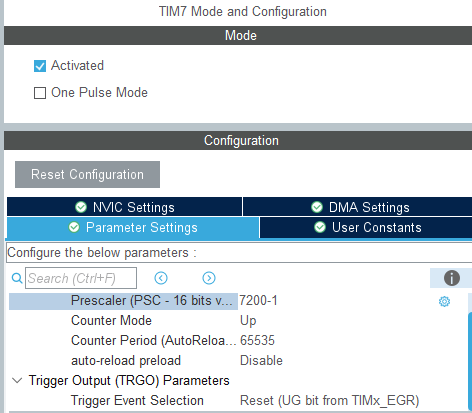 TIM7 Mode and Configuration
Mode
Activated
One Pulse Mode
Configuration
Reset Configuration
NVIC Settings
DMA Settings
Parameter Settings
User Constants
Configure the below parameters :
Search (Ctrl+F)
Prescaler (PSC - 16 bits v... 7200-1
Counter Mode Up
Counter Period (AutoReloa... 65535
auto-reload preload Disable
Trigger Output (TRGO) Parameters
Trigger Event Selection Reset (UG bit from TIMx_EGR)